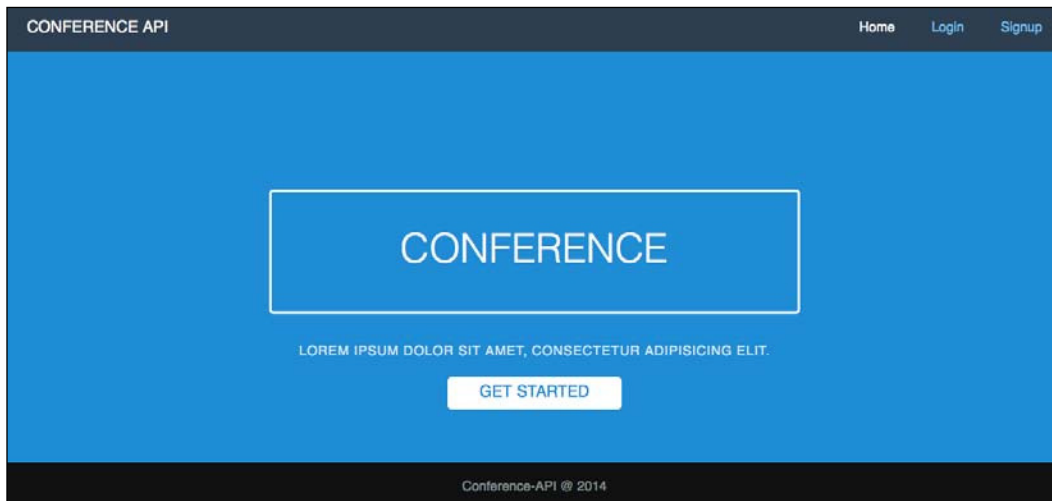 CONFERENCE API
Home Login Signup
CONFERENCE
LOREM IPSUM DOLOR SIT AMET, CONSECTETUR ADIPISICING ELIT.
GET STARTED
Conference-API @ 2014